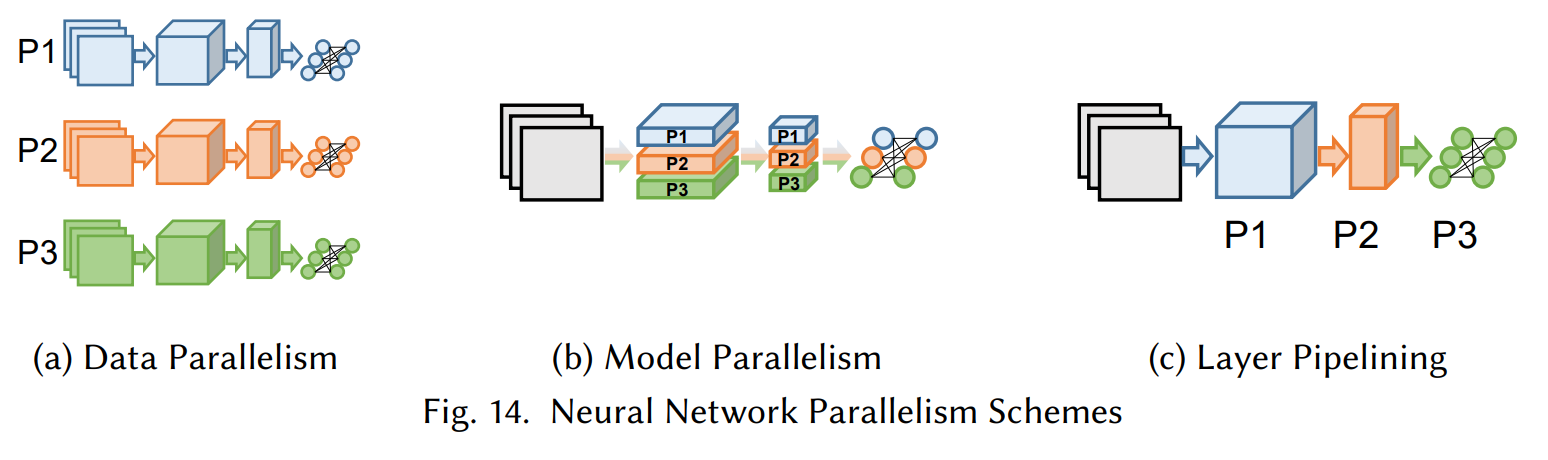 P1
P2
P3
(a) Data Parallelism
P1
P2
P3
P1
P2
P3
(b) Model Parallelism
P1 P2 P3
(c) Layer Pipelining
Fig. 14. Neural Network Parallelism Schemes